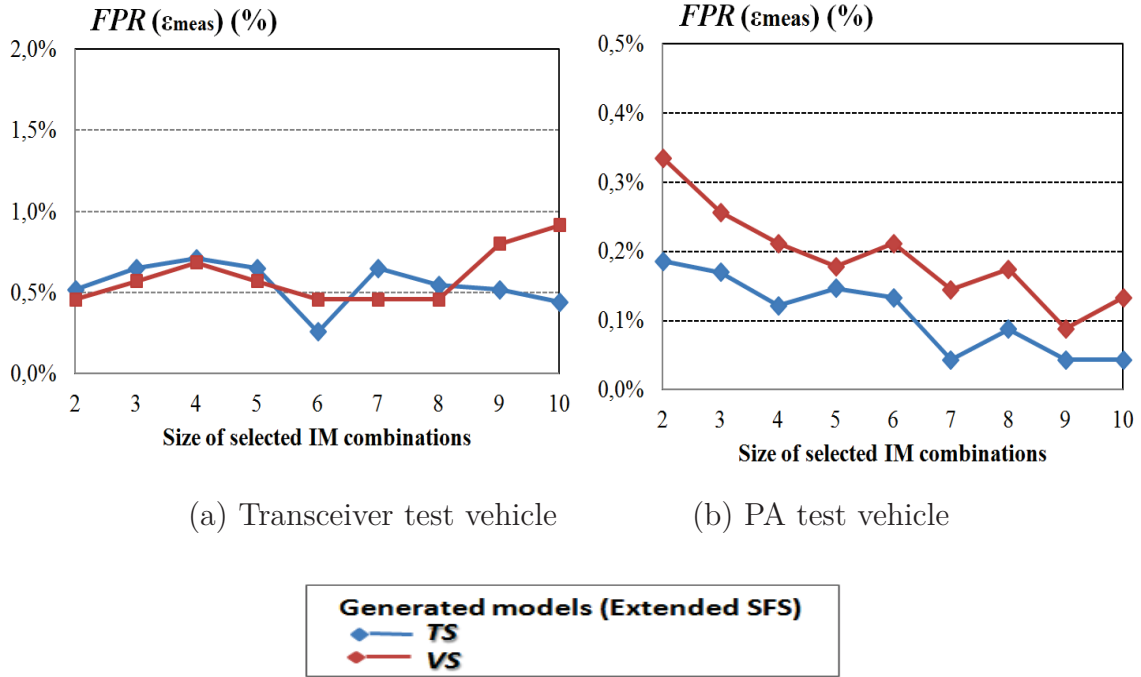 FPR (εmeas) (%)
2,0%
1,5%
1,0%
0,5%
0,0%
2 3 4 5 6 7 8 9 10
Size of selected IM combinations
(a) Transceiver test vehicle
FPR (εmeas) (%)
0,5%
0,4%
0,3%
0,2%
0,1%
0,0%
2 3 4 5 6 7 8 9 10
Size of selected IM combinations
(b) PA test vehicle
Generated models (Extended SFS)
TS
VS